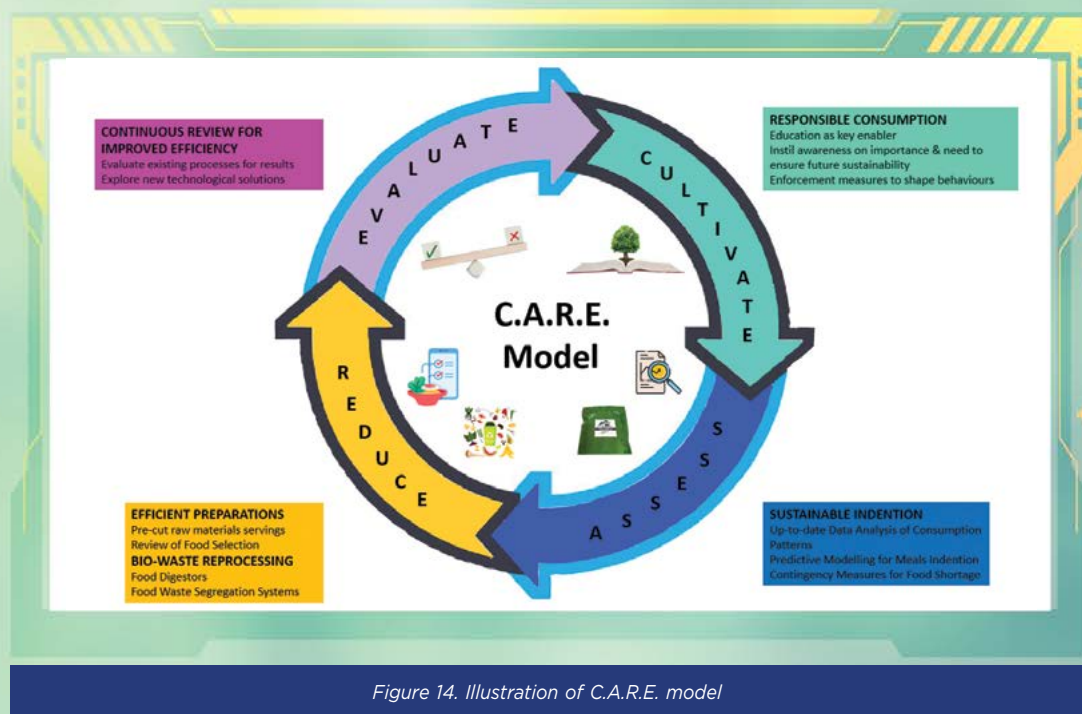 CONTINUOUS REVIEW FOR
IMPROVED EFFICIENCY
Evaluate existing processes for results
Explore new technological solutions
RESPONSIBLE CONSUMPTION
Education as key enabler
Instil awareness on importance & need to
ensure future sustainability
Enforcement measures to shape behaviours
EVALUATE
CULTIVATE
C.A.R.E.
Model
REDUCE
ASSESS
EFFICIENT PREPARATIONS
Pre-cut raw materials servings
Review of Food Selection
BIO-WASTE REPROCESSING
Food Digestors
Food Waste Segregation Systems
SUSTAINABLE INDENTION
Up-to-date Data Analysis of Consumption
Patterns
Predictive Modelling for Meals Indention
Contingency Measures for Food Shortage
Figure 14. Illustration of C.A.R.E. model